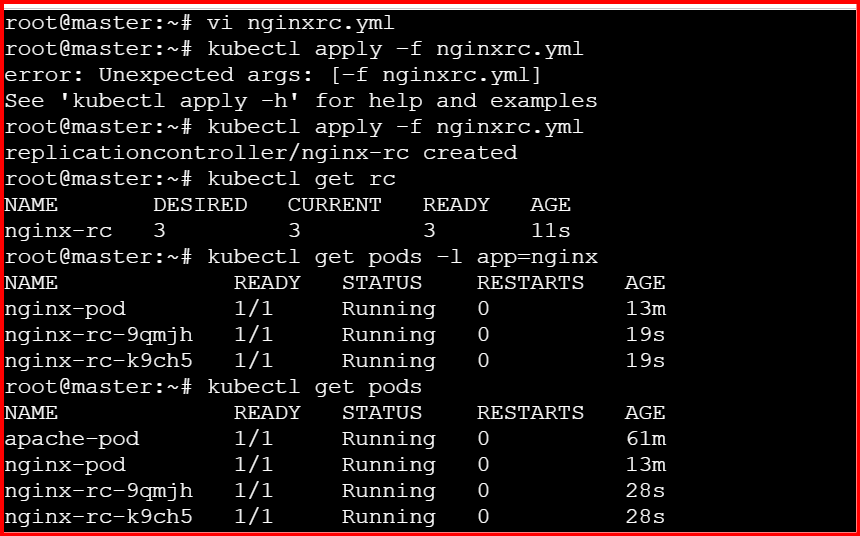 root@master:~# vi nginxrc.yml
root@master:~# kubectl apply –f nginxrc.yml
error: Unexpected args: [–f nginxrc.yml]
See 'kubectl apply -h' for help and examples
root@master:~# kubectl apply -f nginxrc.yml
replicationcontroller/nginx-rc created
root@master:~# kubectl get rc
NAME DESIRED CURRENT READY AGE
nginx-rc 3 3 3 11s
root@master:~# kubectl get pods -l app=nginx
NAME READY STATUS RESTARTS AGE
nginx-pod 1/1 Running 0 13m
nginx-rc-9qmjh 1/1 Running 0 19s
nginx-rc-k9ch5 1/1 Running 0 19s
root@master:~# kubectl get pods
NAME READY STATUS RESTARTS AGE
apache-pod 1/1 Running 0 61m
nginx-pod 1/1 Running 0 13m
nginx-rc-9qmjh 1/1 Running 0 28s
nginx-rc-k9ch5 1/1 Running 0 28s